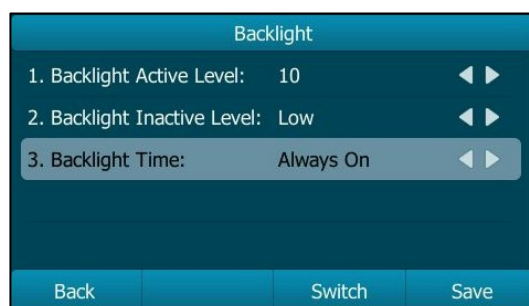 Backlight
1. Backlight Active Level: 10
2. Backlight Inactive Level: Low
3. Backlight Time: Always On
Back Switch Save